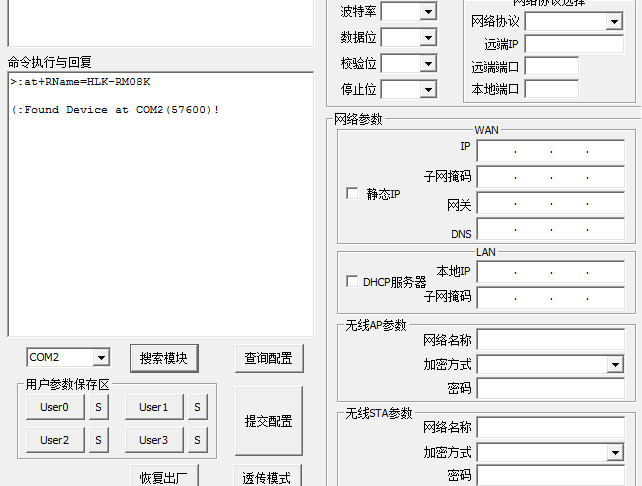 命令执行与回复
>:at+RName=HLK-RM08K
(:Found Device at COM2(57600)!
COM2
搜索模块
查询配置
用户参数保存区
User0 S User1 S
User2 S User3 S
提交配置
恢复出厂
透传模式
波特率
数据位
校验位
停止位
网络协议选择
网络协议
远端IP
远端端口
本地端口
网络参数
WAN
IP
静态IP
子网掩码
网关
DNS
LAN
DHCP服务器
本地IP
子网掩码
无线AP参数
网络名称
加密方式
密码
无线STA参数
网络名称
加密方式
密码